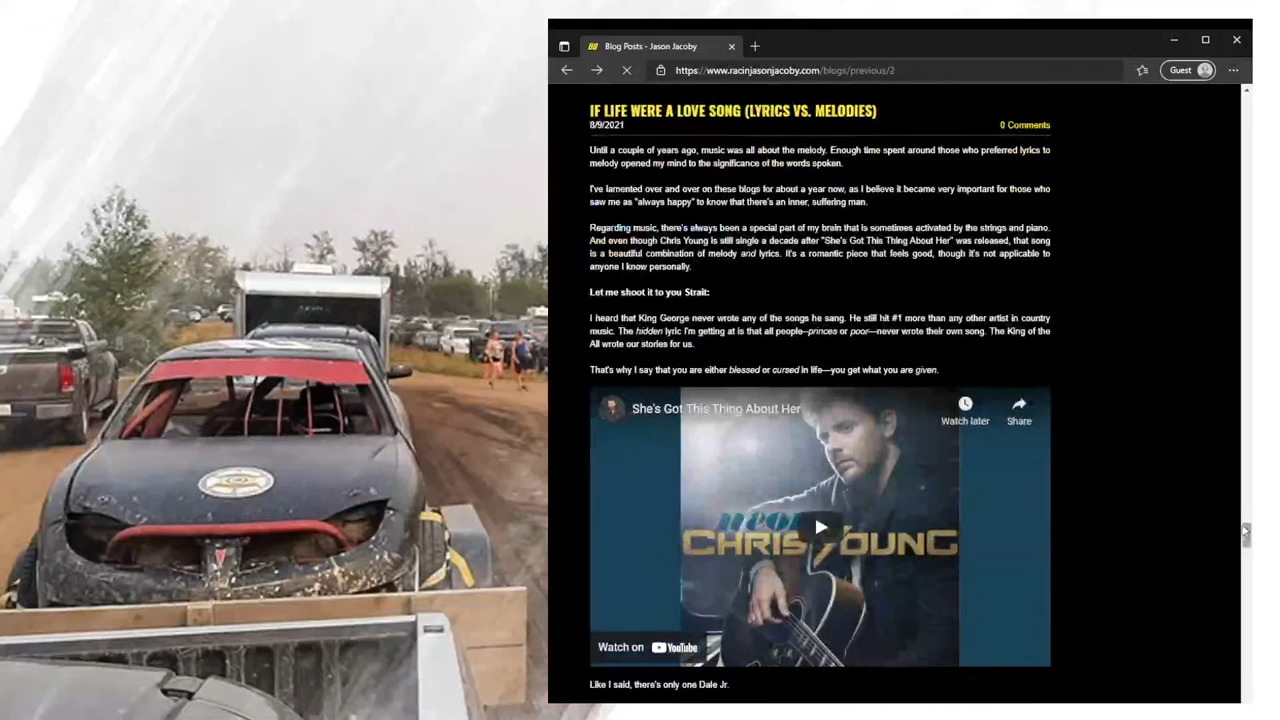 Blog Posts - Jason Jacoby
https://www.racinjasonjacoby.com/blogs/previous/2
Guest
IF LIFE WERE A LOVE SONG (LYRICS VS. MELODIES)
8/9/2021
0 Comments
Until a couple of years ago, music was all about the melody. Enough time spent around those who preferred lyrics to
melody opened my mind to the significance of the words spoken.
I've lamented over and over on these blogs for about a year now, as I believe it became very important for those who
saw me as "always happy" to know that there's an inner, suffering man.
Regarding music, there's always been a special part of my brain that is sometimes activated by the strings and piano.
And even though Chris Young is still single a decade after "She's Got This Thing About Her" was released, that song
is a beautiful combination of melody and lyrics. It's a romantic piece that feels good, though it's not applicable to
anyone I know personally.
Let me shoot it to you Strait:
I heard that King George never wrote any of the songs he sang. He still hit #1 more than any other artist in country
music. The hidden lyric I'm getting at is that all people—princes or poor—never wrote their own song. The King of the
All wrote our stories for us.
That's why I say that you are either blessed or cursed in life—you get what you are given.
She's Got This Thing About Her
Watch later
Share
neon
CHRIS YOUNG
Watch on YouTube
Like I said, there's only one Dale Jr.